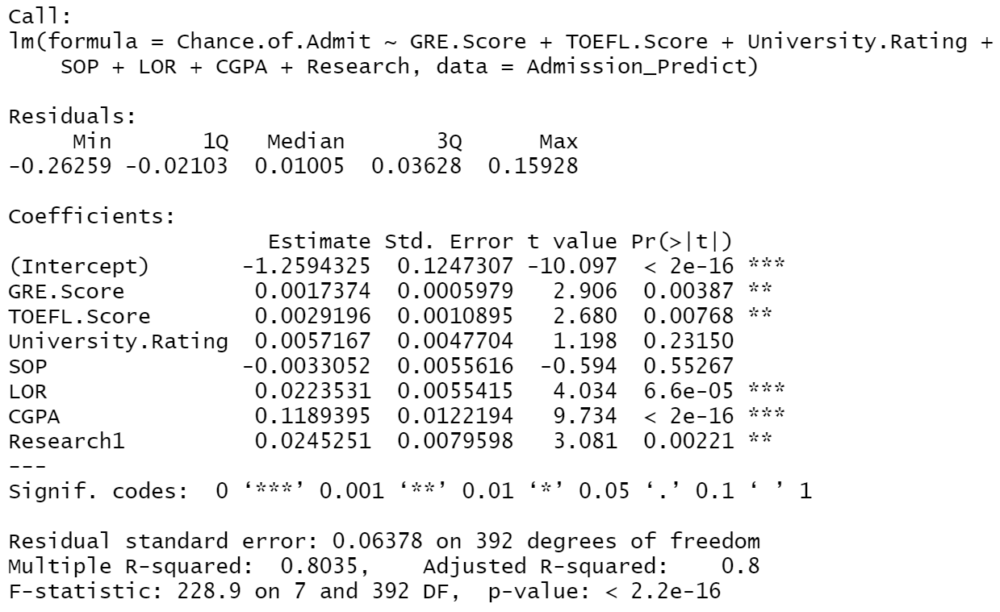 Call:
lm(formula = Chance.of.Admit ~ GRE.Score + TOEFL.Score + University.Rating +
    SOP + LOR + CGPA + Research, data = Admission_Predict)

Residuals:
     Min       1Q   Median       3Q      Max
-0.26259 -0.02103  0.01005  0.03628  0.15928

Coefficients:
                    Estimate Std. Error t value Pr(>|t|)
(Intercept)       -1.2594325  0.1247307 -10.097  < 2e-16 ***
GRE.Score          0.0017374  0.0005979   2.906  0.00387 **
TOEFL.Score        0.0029196  0.0010895   2.680  0.00768 **
University.Rating  0.0057167  0.0047704   1.198  0.23150
SOP               -0.0033052  0.0055616  -0.594  0.55267
LOR                0.0223531  0.0055415   4.034  6.6e-05 ***
CGPA               0.1189395  0.0122194   9.734  < 2e-16 ***
Research1          0.0245251  0.0079598   3.081  0.00221 **
---
Signif. codes:  0 ‘***’ 0.001 ‘**’ 0.01 ‘*’ 0.05 ‘.’ 0.1 ‘ ’ 1

Residual standard error: 0.06378 on 392 degrees of freedom
Multiple R-squared:  0.8035,    Adjusted R-squared:    0.8
F-statistic: 228.9 on 7 and 392 DF,  p-value: < 2.2e-16